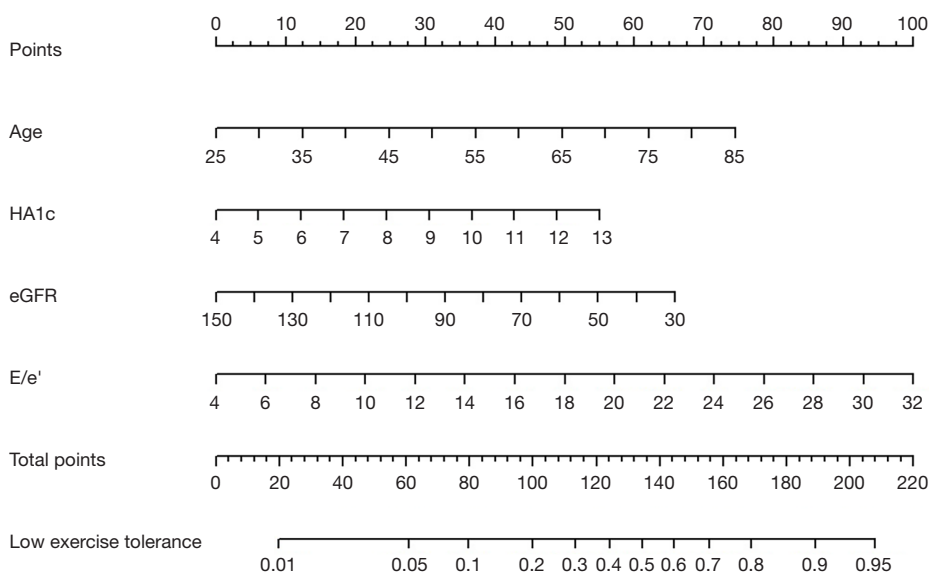 0 10 20 30 40 50 60 70 80 90 100
Points
Age
25 35 45 55 65 75 85
HA1c
4 5 6 7 8 9 10 11 12 13
eGFR
150 130 110 90 70 50 30
E/e'
4 6 8 10 12 14 16 18 20 22 24 26 28 30 32
Total points
0 20 40 60 80 100 120 140 160 180 200 220
Low exercise tolerance
0.01 0.05 0.1 0.2 0.3 0.4 0.5 0.6 0.7 0.8 0.9 0.95